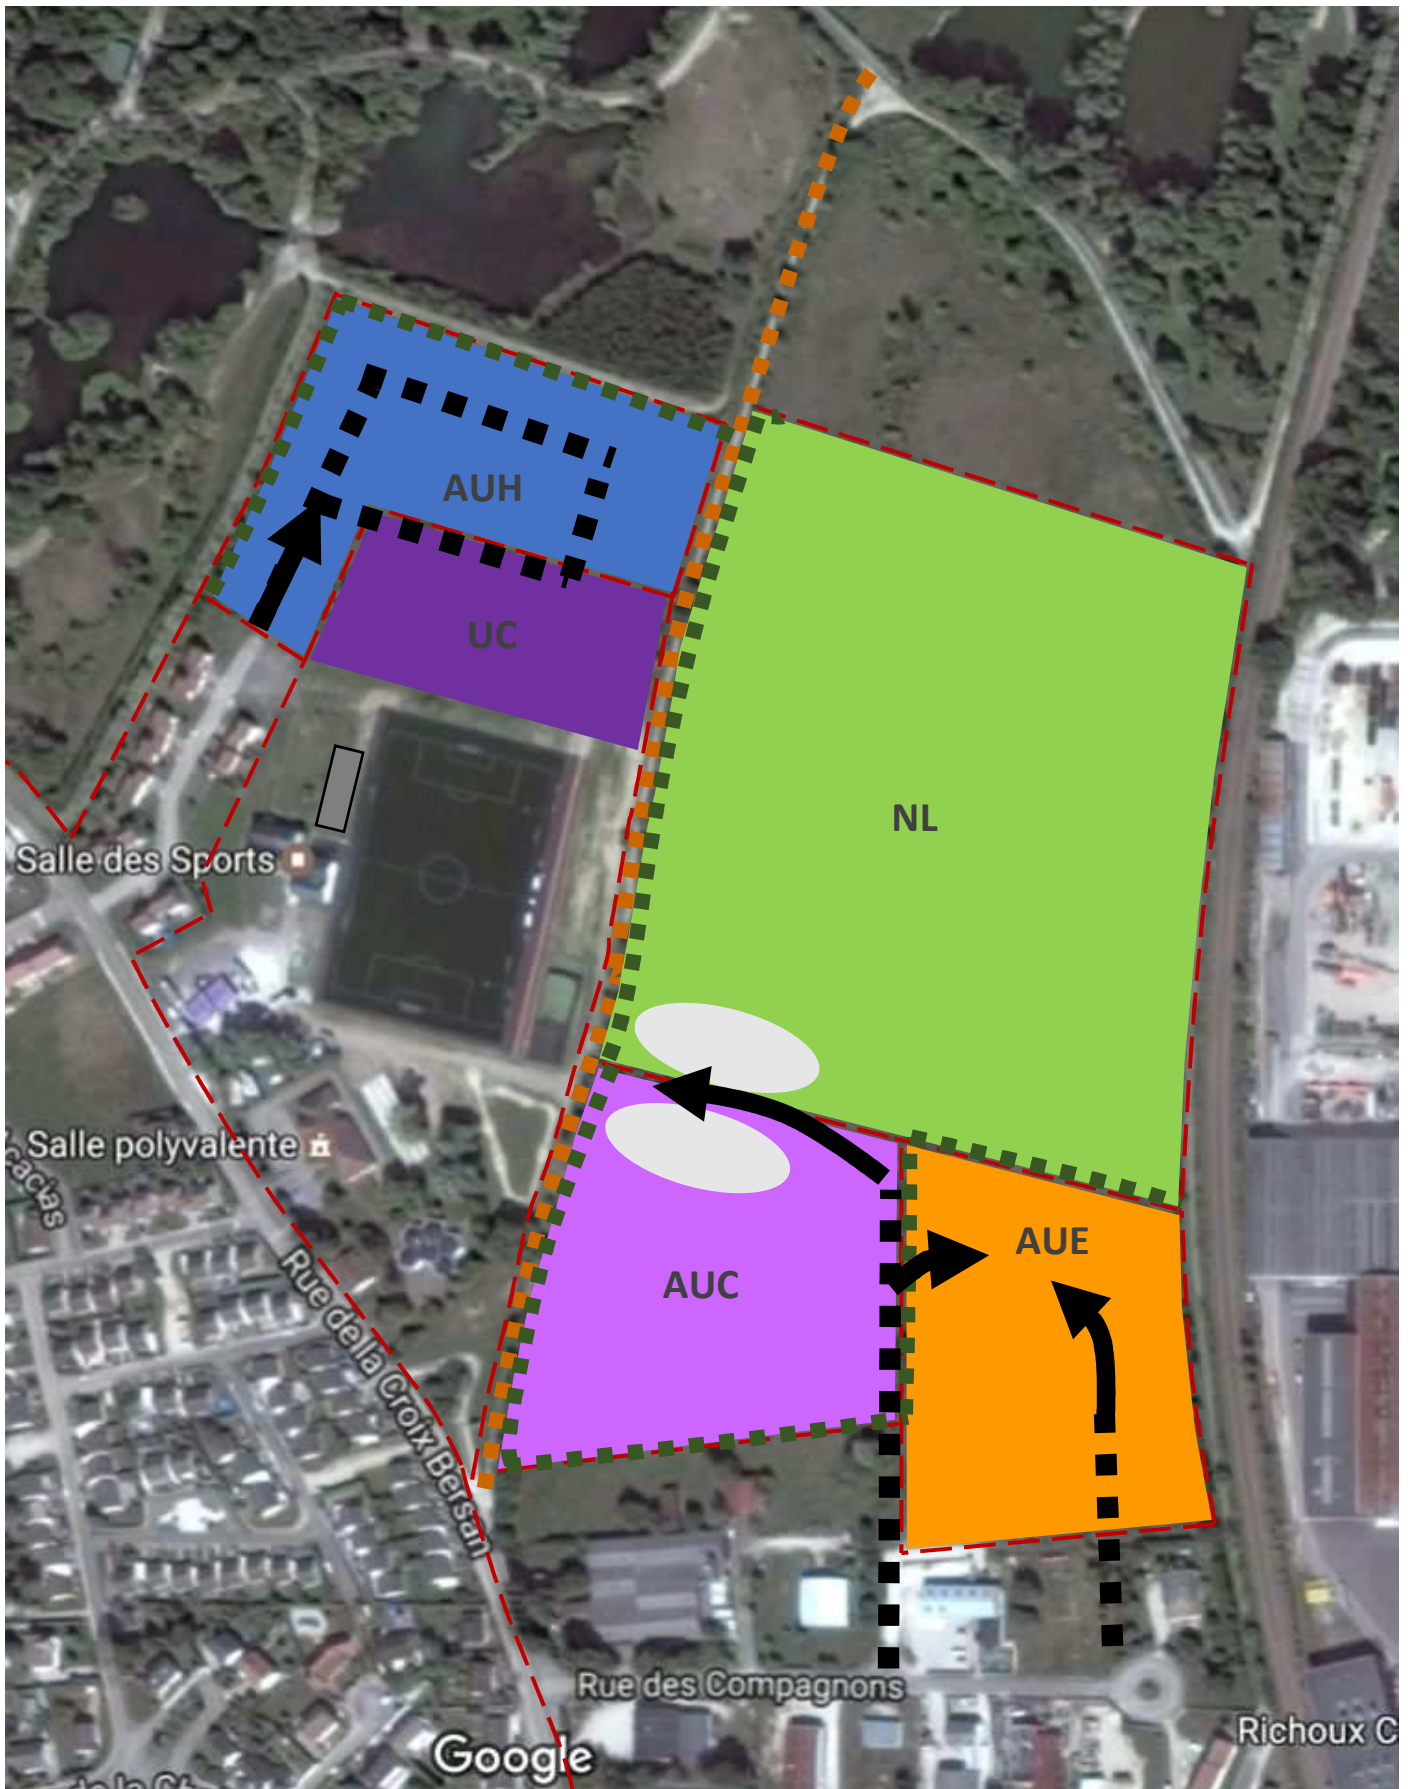 AUH
UC
NL
Salle des Sports
Salle polyvalente
AUE
AUC
Rue de la Croix Bersan
Rue des Compagnons
Richoux C
Google